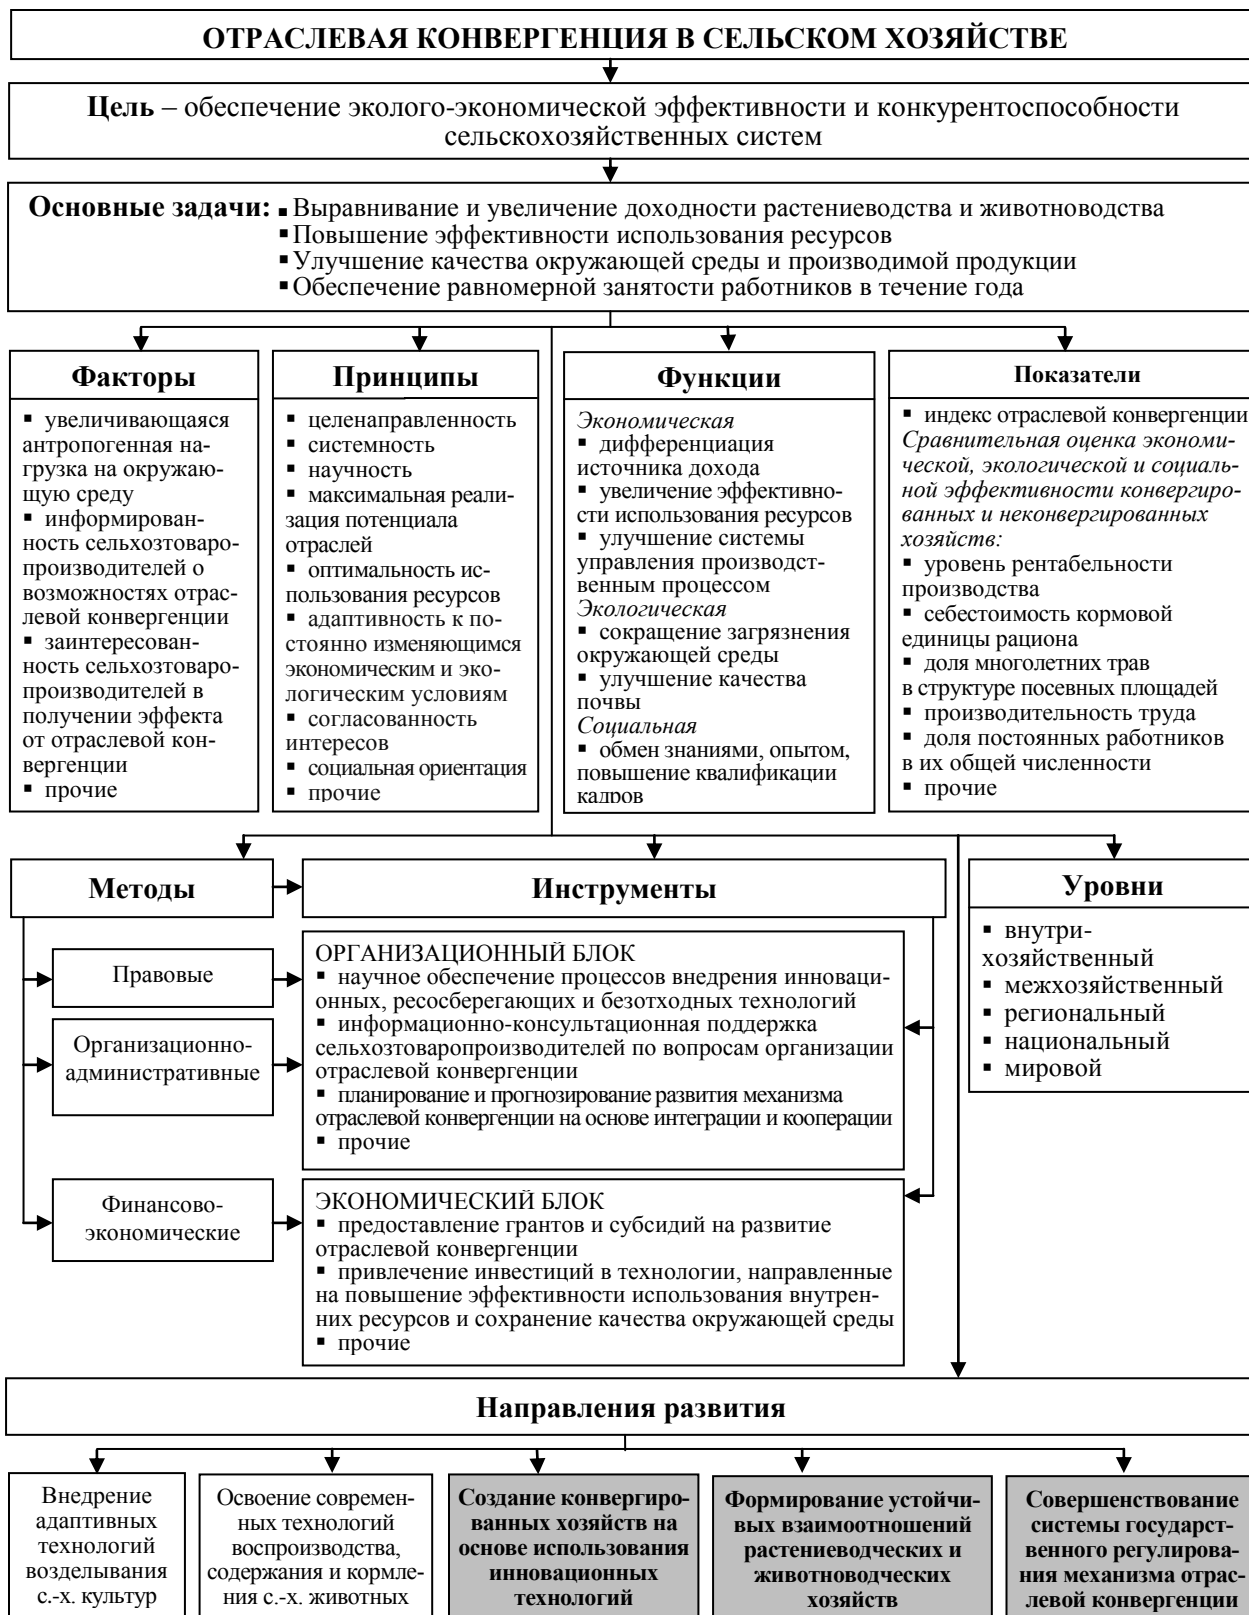 ОТРАСЛЕВАЯ КОНВЕРГЕНЦИЯ В СЕЛЬСКОМ ХОЗЯЙСТВЕ
Цель – обеспечение эколого-экономической эффективности и конкурентоспособности
сельскохозяйственных систем
Основные задачи: ▪ Выравнивание и увеличение доходности растениеводства и животноводства
▪ Повышение эффективности использования ресурсов
▪ Улучшение качества окружающей среды и производимой продукции
▪ Обеспечение равномерной занятости работников в течение года
Факторы
▪ увеличивающаяся
антропогенная на-
грузка на окружаю-
щую среду
▪ информирован-
ность сельхозтоваро-
производителей о
возможностях отрас-
левой конвергенции
▪ заинтересован-
ность сельхозтоваро-
производителей в
получении эффекта
от отраслевой кон-
вергенции
▪ прочие
Принципы
▪ целенаправленность
▪ системность
▪ научность
▪ максимальная реали-
зация потенциала
отраслей
▪ оптимальность ис-
пользования ресурсов
▪ адаптивность к по-
стоянно изменяющимся
экономическим и эко-
логическим условиям
▪ согласованность
интересов
▪ социальная ориентация
▪ прочие
Функции
Экономическая
▪ дифференциация
источника дохода
▪ увеличение эффективно-
сти использования ресурсов
▪ улучшение системы
управления производст-
венным процессом
Экологическая
▪ сокращение загрязнения
окружающей среды
▪ улучшение качества
почвы
Социальная
▪ обмен знаниями, опытом,
повышение квалификации
кадров
Показатели
▪ индекс отраслевой конвергенции
Сравнительная оценка экономи-
ческой, экологической и социаль-
ной эффективности конвергиро-
ванных и неконвергированных
хозяйств:
▪ уровень рентабельности
производства
▪ себестоимость кормовой
единицы рациона
▪ доля многолетних трав
в структуре посевных площадей
▪ производительность труда
▪ доля постоянных работников
в их общей численности
▪ прочие
Методы
Инструменты
Уровни
▪ внутри-
хозяйственный
▪ межхозяйственный
▪ региональный
▪ национальный
▪ мировой
Правовые
Организационно-
административные
Финансово-
экономические
ОРГАНИЗАЦИОННЫЙ БЛОК
▪ научное обеспечение процессов внедрения инноваци-
онных, ресосберегающих и безотходных технологий
▪ информационно-консультационная поддержка
сельхозтоваропроизводителей по вопросам организации
отраслевой конвергенции
▪ планирование и прогнозирование развития механизма
отраслевой конвергенции на основе интеграции и кооперации
▪ прочие
ЭКОНОМИЧЕСКИЙ БЛОК
▪ предоставление грантов и субсидий на развитие
отраслевой конвергенции
▪ привлечение инвестиций в технологии, направленные
на повышение эффективности использования внутрен-
них ресурсов и сохранение качества окружающей среды
▪ прочие
Направления развития
Внедрение
адаптивных
технологий
возделывания
с.-х. культур
Освоение современ-
ных технологий
воспроизводства,
содержания и кормле-
ния с.-х. животных
Создание конвергиро-
ванных хозяйств на
основе использования
инновационных
технологий
Формирование устойчи-
вых взаимоотношений
растениеводческих и
животноводческих
хозяйств
Совершенствование
системы государст-
венного регулирова-
ния механизма отрас-
левой конвергенции